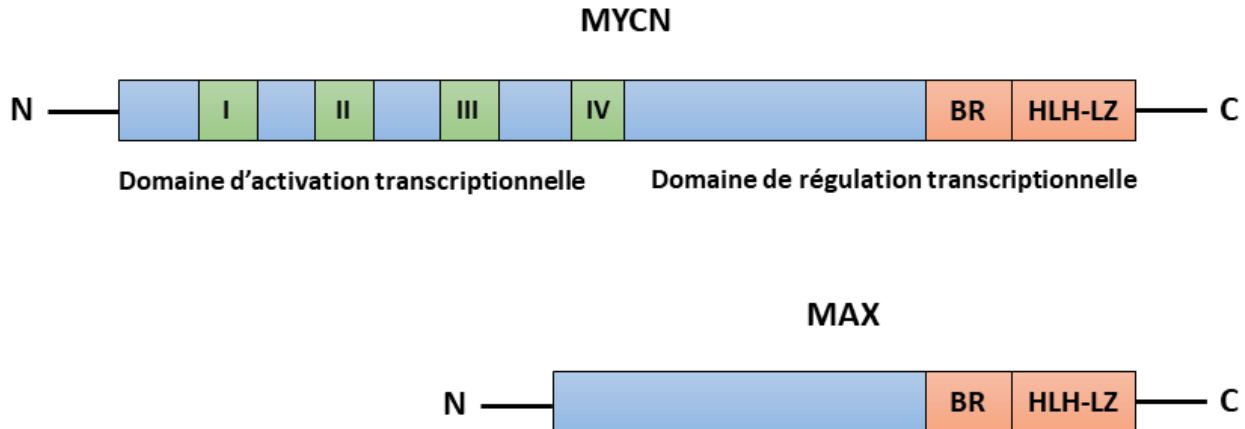 MYCN
N I II III IV BR HLH-LZ C
Domaine d'activation transcriptionnelle Domaine de régulation transcriptionnelle
MAX
N BR HLH-LZ C